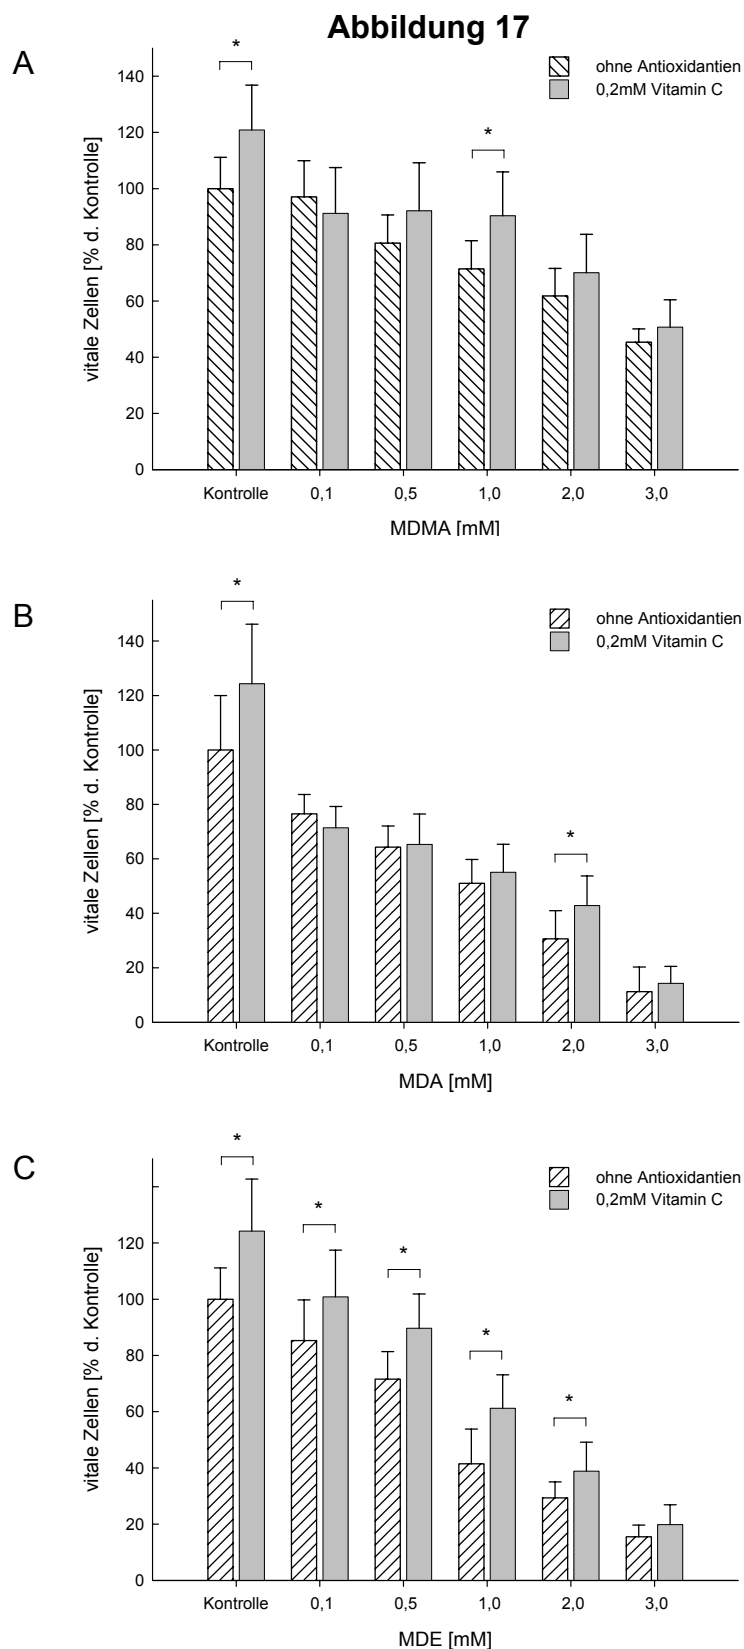 Abbildung 17
A
ohne Antioxidantien
0,2mM Vitamin C
vitale Zellen [% d. Kontrolle]
140
120
100
80
60
40
20
0
*
*
Kontrolle 0,1 0,5 1,0 2,0 3,0
MDMA [mM]
B
ohne Antioxidantien
0,2mM Vitamin C
vitale Zellen [% d. Kontrolle]
140
120
100
80
60
40
20
0
*
*
Kontrolle 0,1 0,5 1,0 2,0 3,0
MDA [mM]
C
ohne Antioxidantien
0,2mM Vitamin C
vitale Zellen [% d. Kontrolle]
120
100
80
60
40
20
0
*
*
*
*
*
Kontrolle 0,1 0,5 1,0 2,0 3,0
MDE [mM]